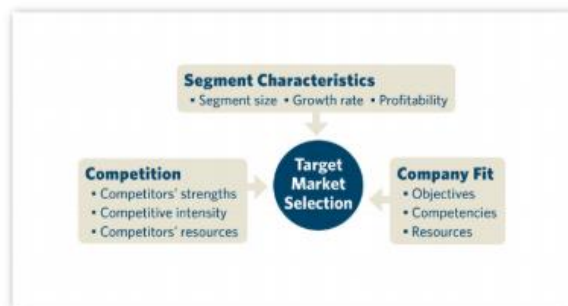 Segment Characteristics
• Segment size • Growth rate • Profitability
Target
Market
Selection
Competition
• Competitors' strengths
• Competitive intensity
• Competitors' resources
Company Fit
• Objectives
• Competencies
• Resources